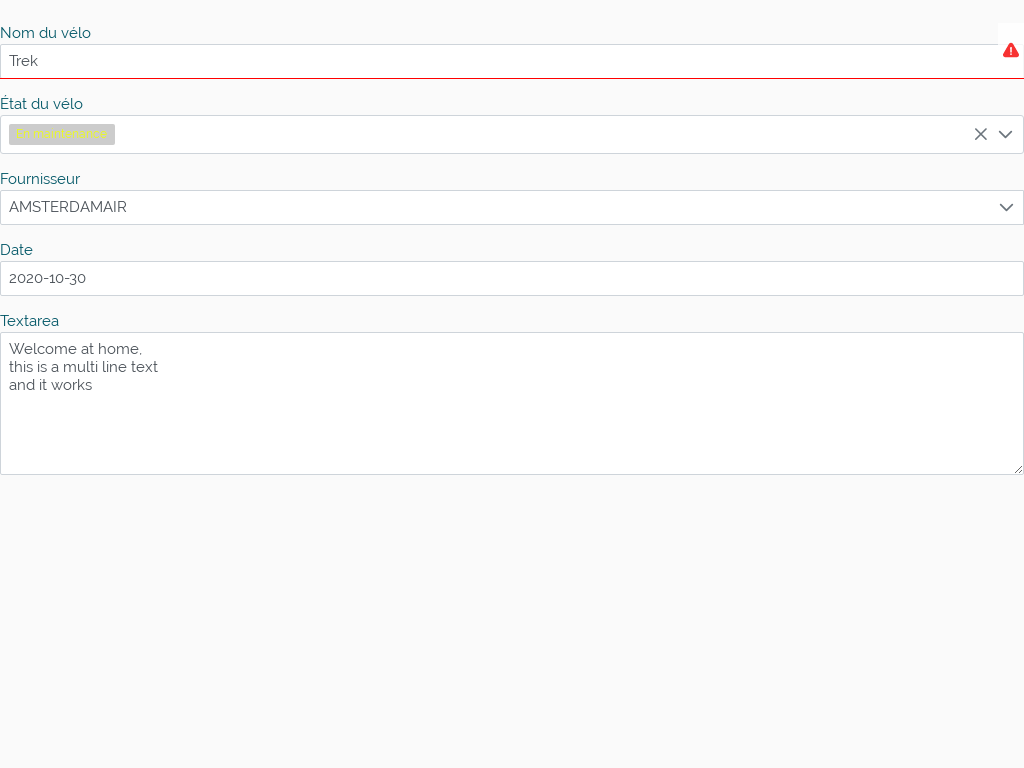 Nom du vélo
Trek
État du vélo
En maintenance
Fournisseur
AMSTERDAMAIR
Date
2020-10-30
Textarea
Welcome at home,
this is a multi line text
and it works